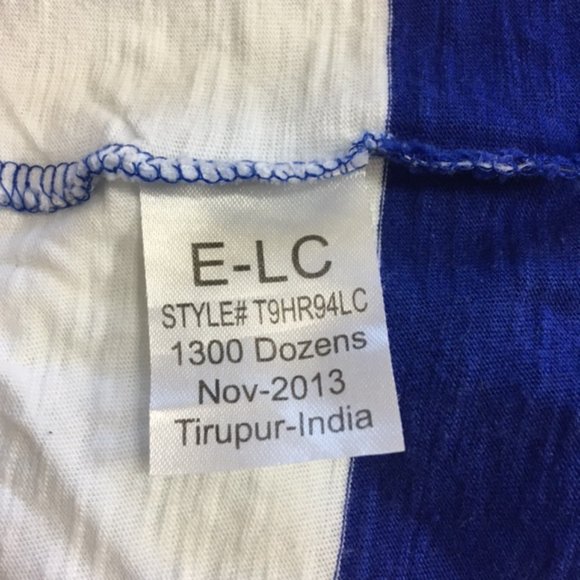 E-LC
STYLE# T9HR94LC
1300 Dozens
Nov-2013
Tirupur-India